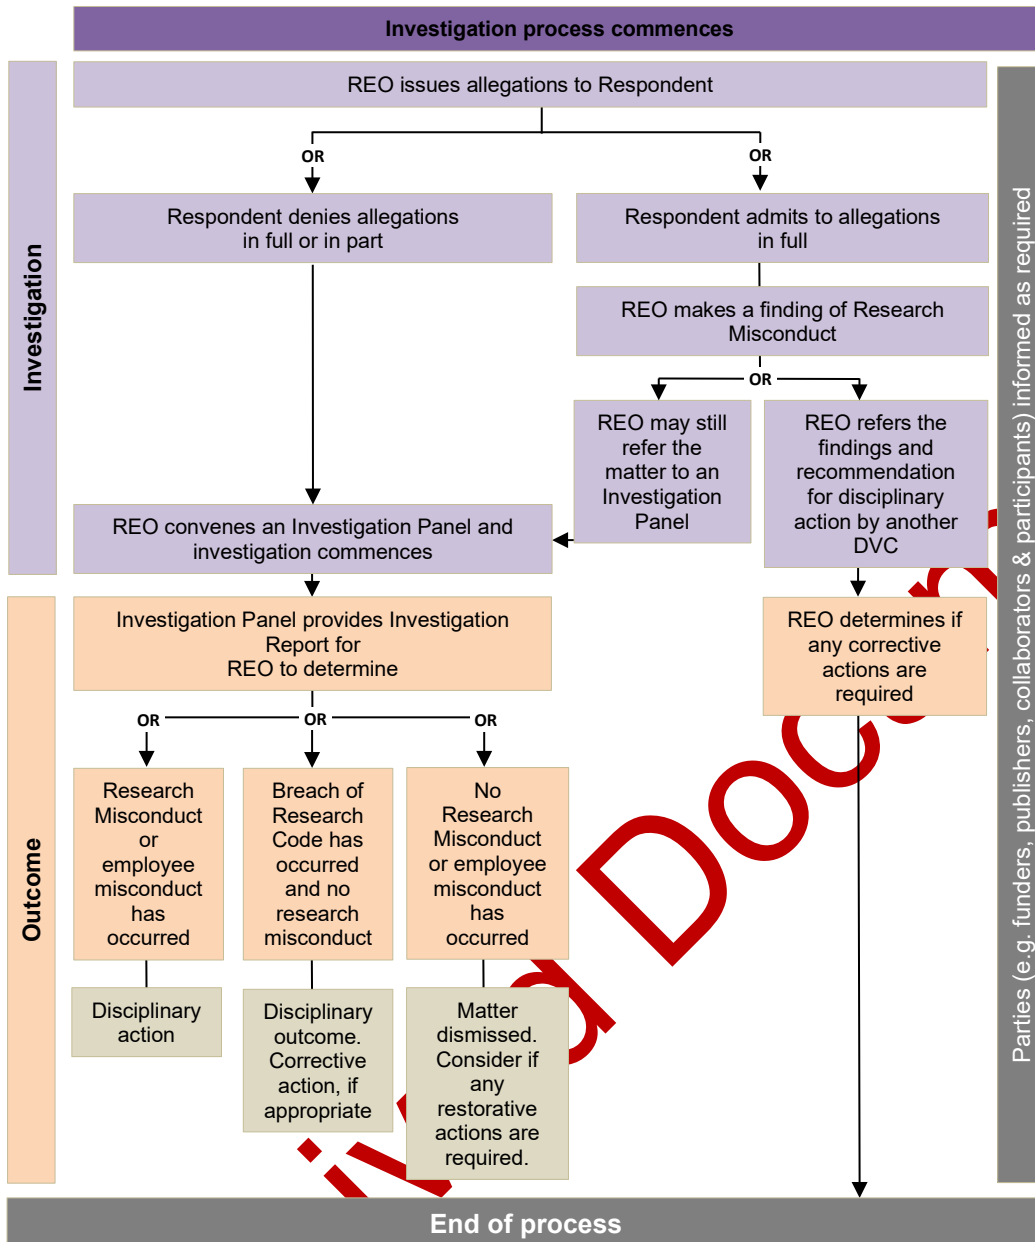 Investigation process commences
Investigation
REO issues allegations to Respondent
OR
OR
Respondent denies allegations
in full or in part
Respondent admits to allegations
in full
REO makes a finding of Research
Misconduct
OR
REO may still
refer the
matter to an
Investigation
Panel
REO refers the
findings and
recommendation
for disciplinary
action by another
DVC
REO convenes an Investigation Panel and
investigation commences
Outcome
Investigation Panel provides Investigation
Report for
REO to determine
REO determines if
any corrective
actions are
required
OR
OR
OR
Research
Misconduct
or
employee
misconduct
has
occurred
Breach of
Research
Code has
occurred
and no
research
misconduct
No
Research
Misconduct
or employee
misconduct
has
occurred
Disciplinary
action
Disciplinary
outcome.
Corrective
action, if
appropriate
Matter
dismissed.
Consider if
any
restorative
actions are
required.
Parties (e.g. funders, publishers, collaborators & participants) informed as required
End of process